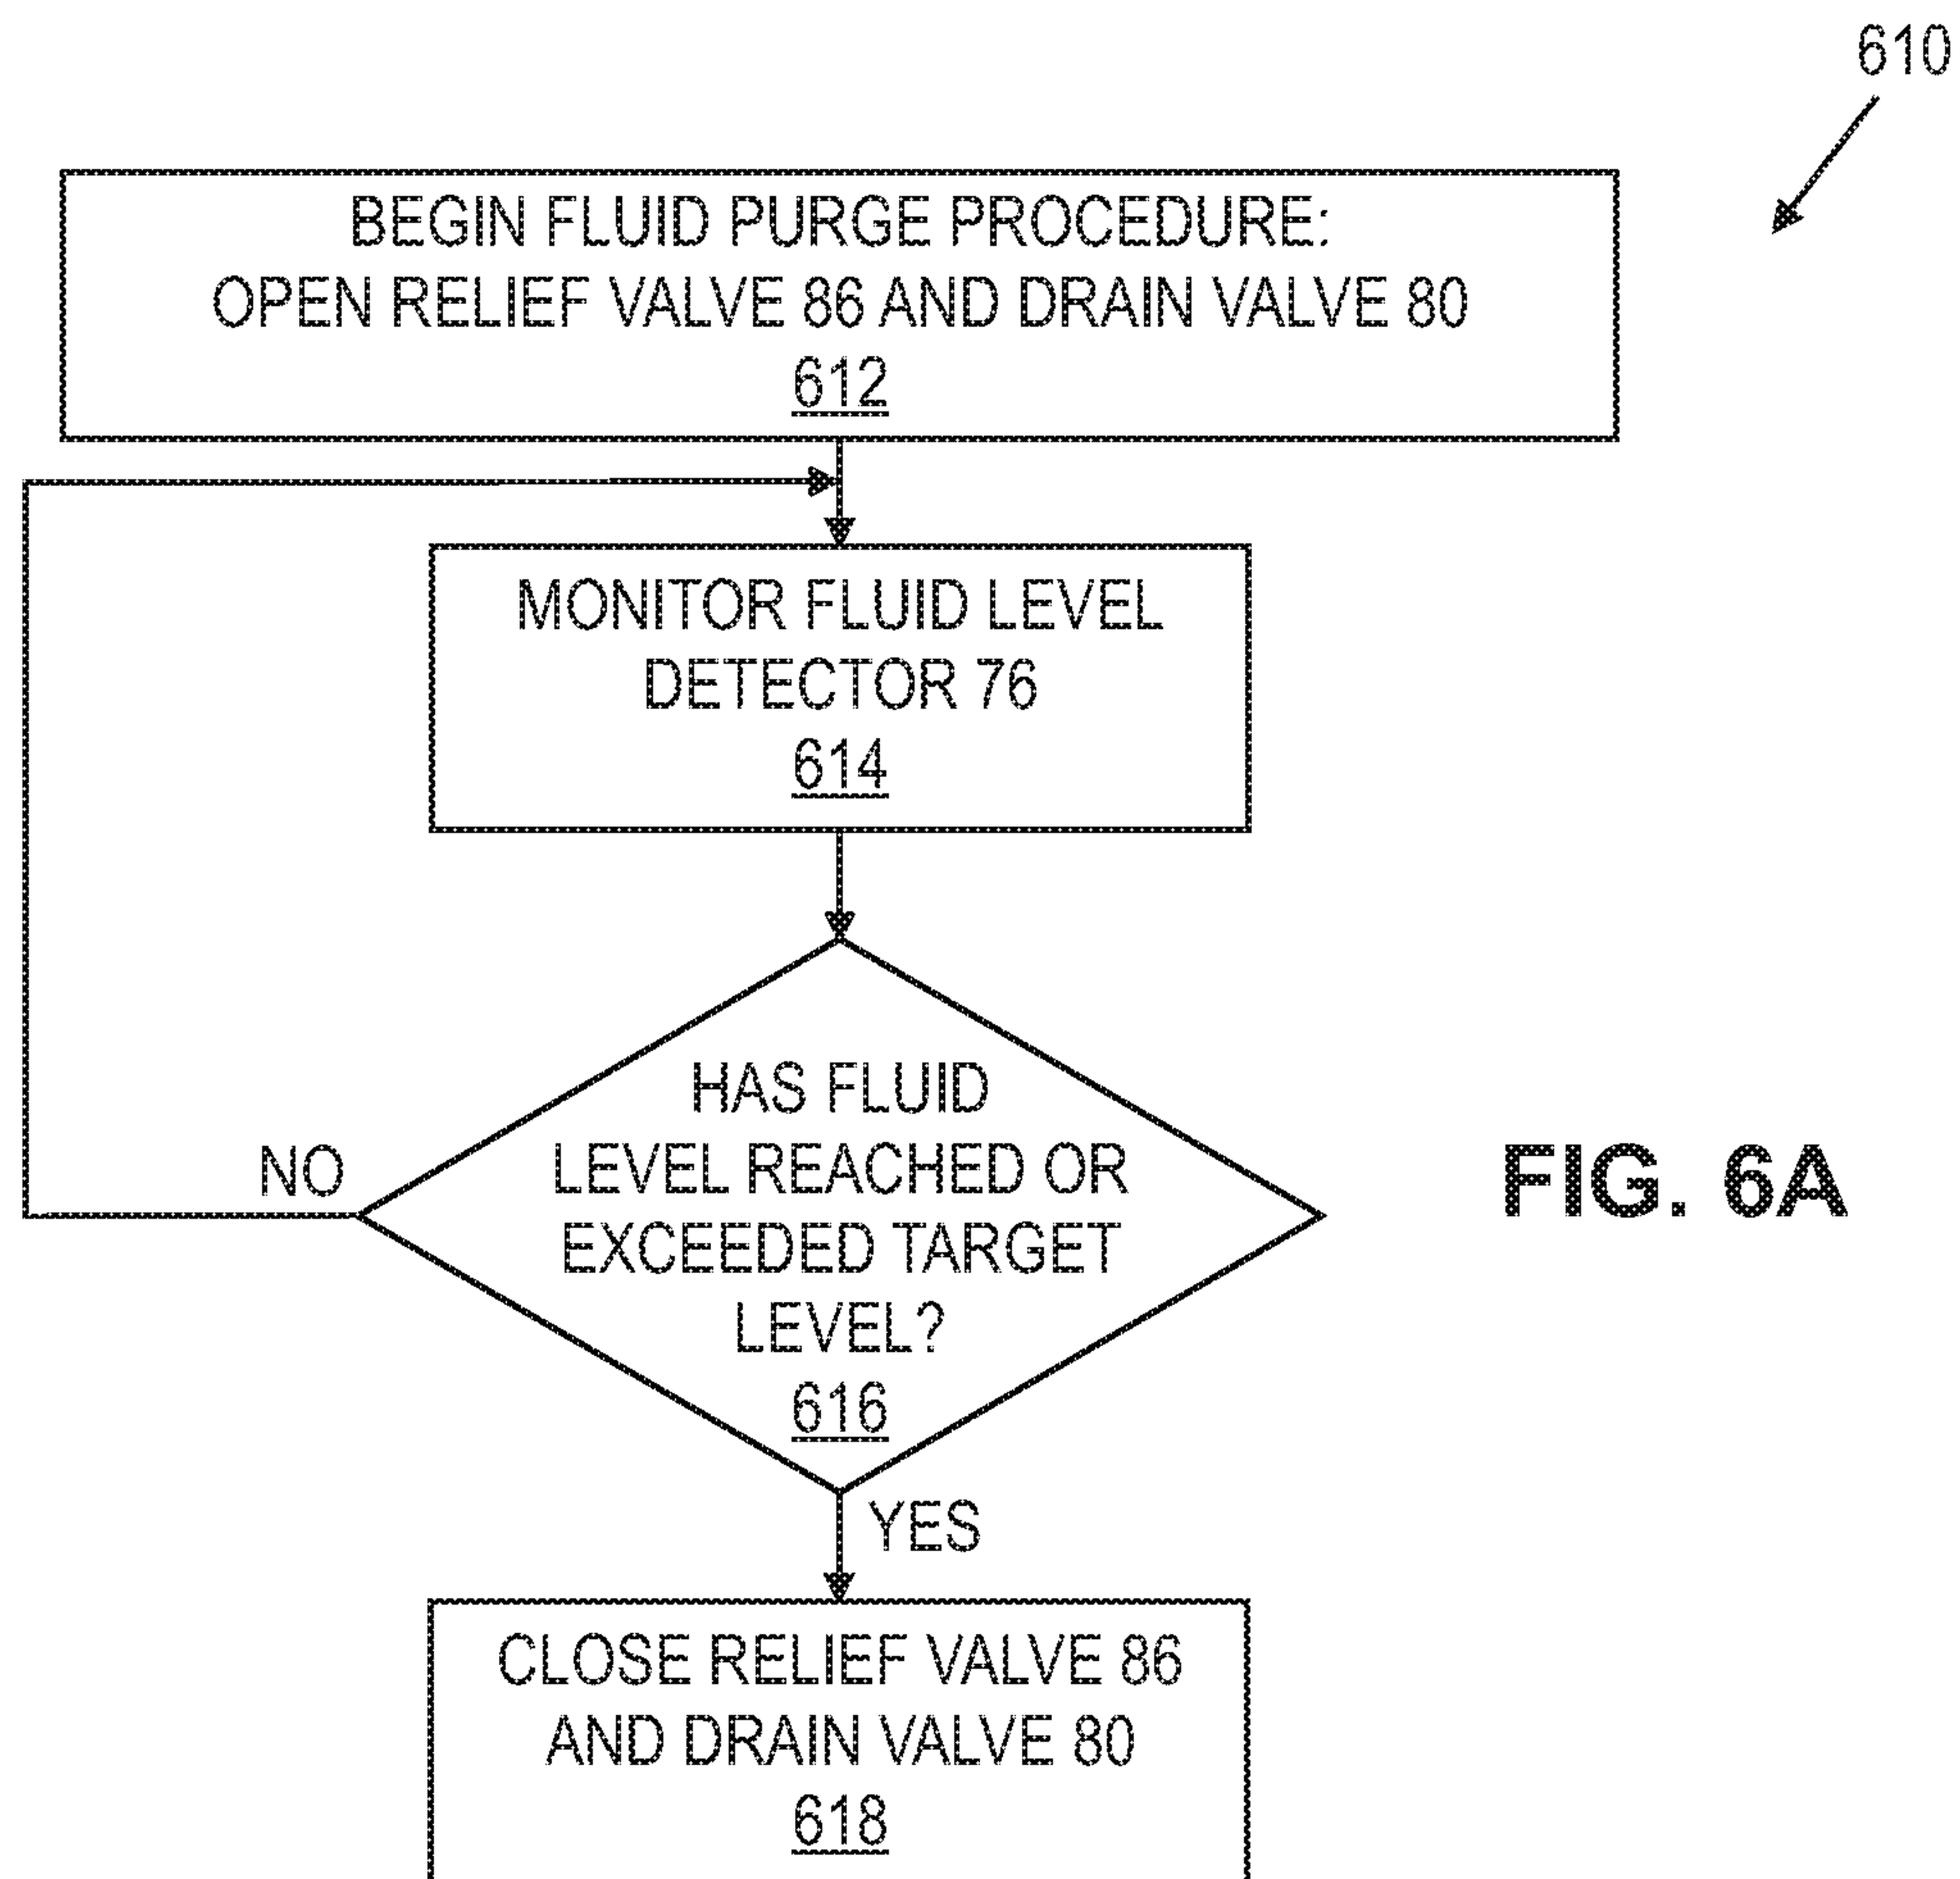 610
BEGIN FLUID PURGE PROCEDURE:
OPEN RELIEF VALVE 86 AND DRAIN VALVE 80
612
MONITOR FLUID LEVEL
DETECTOR 76
614
HAS FLUID
LEVEL REACHED OR
EXCEEDED TARGET
LEVEL?
616
NO
FIG. 6A
YES
CLOSE RELIEF VALVE 86
AND DRAIN VALVE 80
618